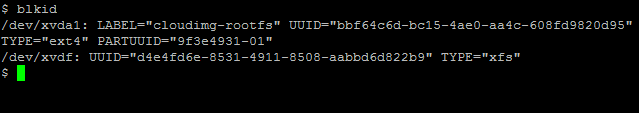 $ blkid
/dev/xvda1: LABEL="cloudimg-rootfs" UUID="bbf64c6d-bc15-4ae0-aa4c-608fd9820d95"
TYPE="ext4" PARTUUID="9f3e4931-01"
/dev/xvdf: UUID="d4e4fd6e-8531-4911-8508-aabbd6d822b9" TYPE="xfs"
$